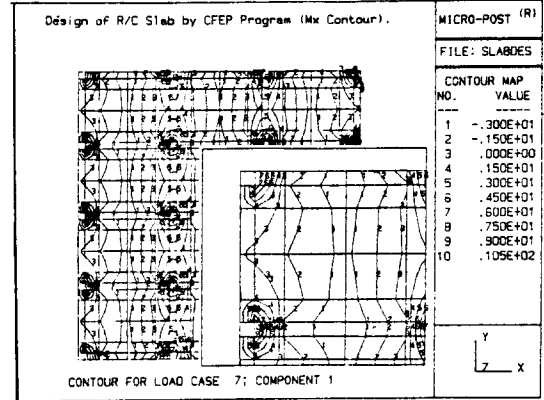 Design of R/C Slab by CFEP Program (Mx Contour).
MICRO-POST (R)
FILE: SLABDES
CONTOUR MAP
NO. VALUE
1 -.300E+01
2 -.150E+01
3 .000E+00
4 .150E+01
5 .300E+01
6 .450E+01
7 .600E+01
8 .750E+01
9 .900E+01
10 .105E+02
Y
Z X
CONTOUR FOR LOAD CASE 7; COMPONENT 1